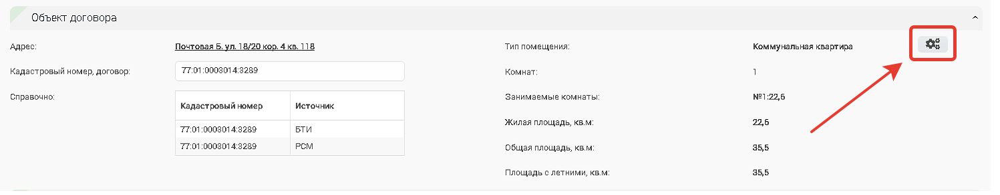 Объект договора
Адрес: Почтовая Б. ул. 18/20 кор. 4 кв. 118
Кадастровый номер, договор: 77:01:0003014:3289
Справочно:
Кадастровый номер Источник
77:01:0003014:3289 БТИ
77:01:0003014:3289 РСМ
Тип помещения: Коммунальная квартира
Комнат: 1
Занимаемые комнаты: №1:22,6
Жилая площадь, кв.м: 22,6
Общая площадь, кв.м: 35,5
Площадь с летними, кв.м: 35,5